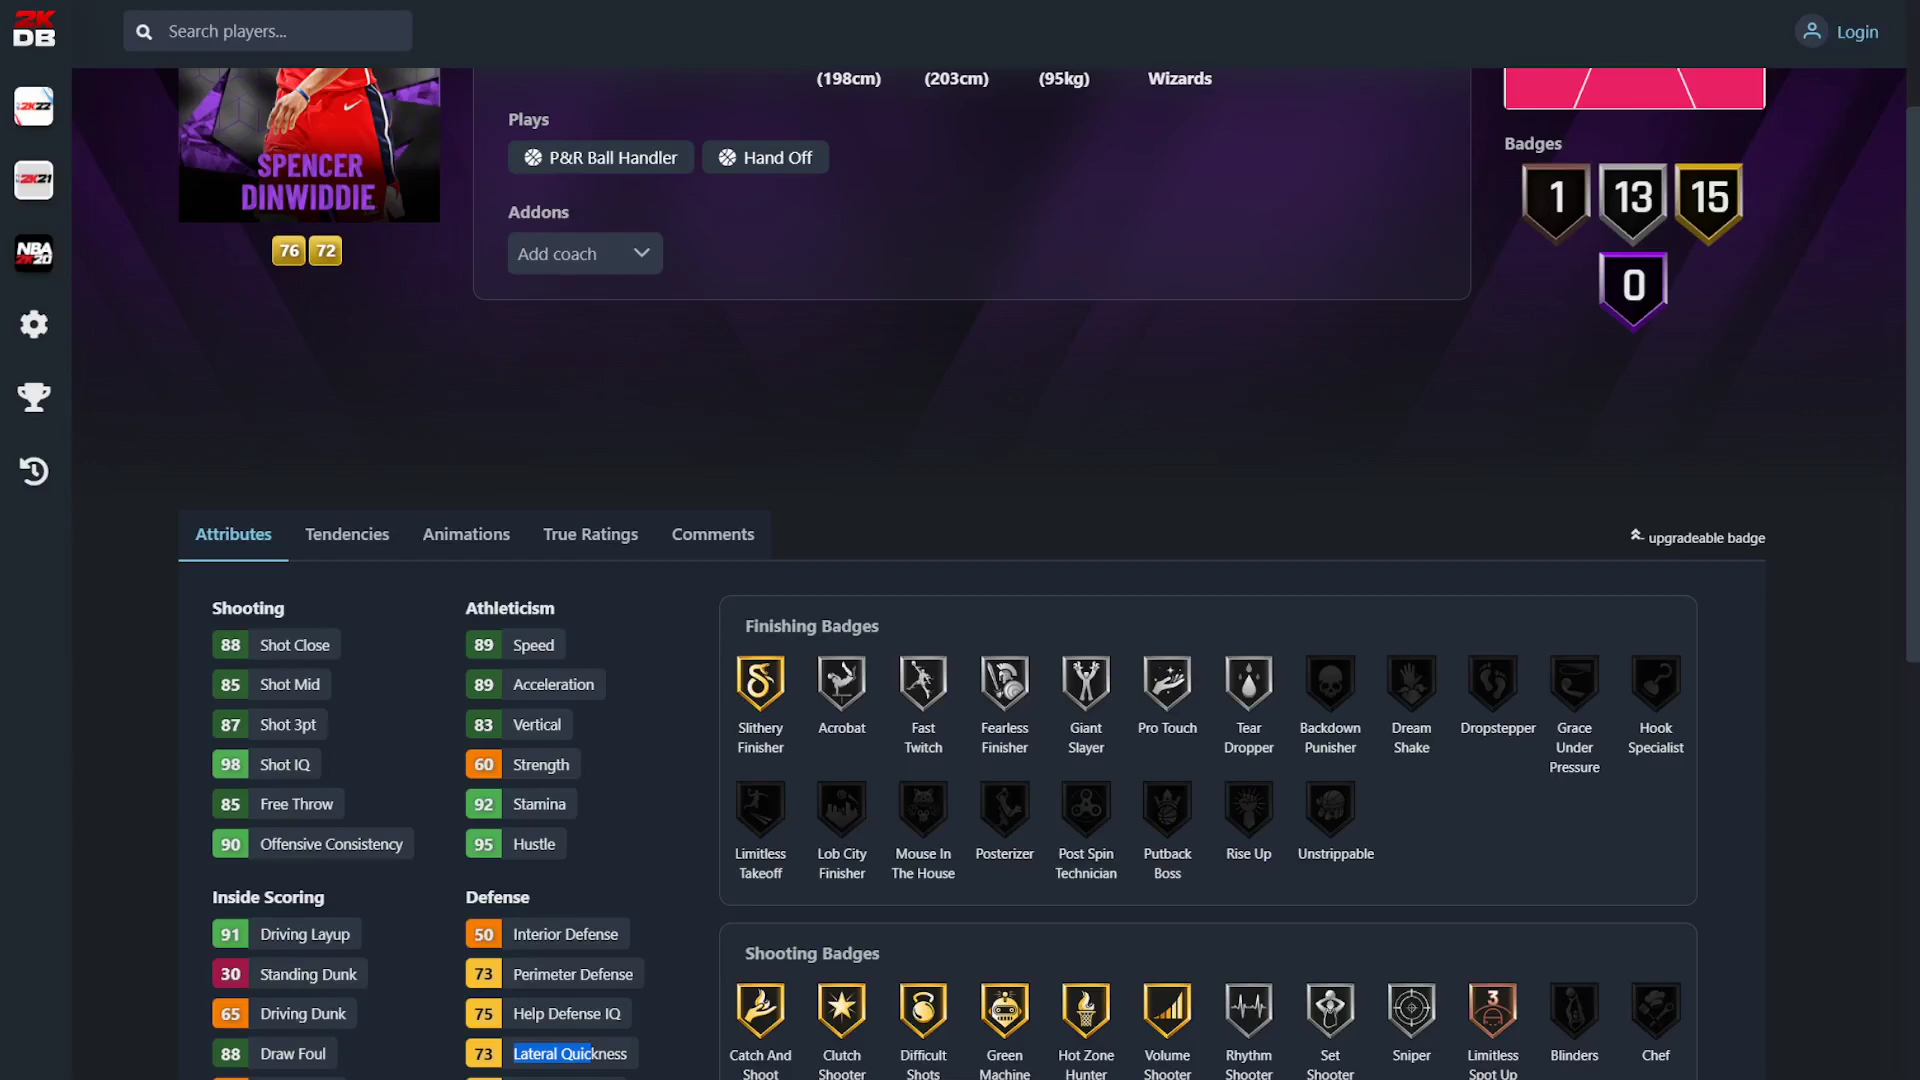 2K
DB
Search players...
Login
2K22
2K21
NBA
2K20
SPENCER
DINWIDDIE
76 72
(198cm) (203cm) (95kg) Wizards
Plays
P&R Ball Handler Hand Off
Addons
Add coach
Badges
1 13 15
0
Attributes Tendencies Animations True Ratings Comments
upgradeable badge
Shooting
88 Shot Close
85 Shot Mid
87 Shot 3pt
98 Shot IQ
85 Free Throw
90 Offensive Consistency
Inside Scoring
91 Driving Layup
30 Standing Dunk
65 Driving Dunk
88 Draw Foul
Athleticism
89 Speed
89 Acceleration
83 Vertical
60 Strength
92 Stamina
95 Hustle
Defense
50 Interior Defense
73 Perimeter Defense
75 Help Defense IQ
73 Lateral Quickness
Finishing Badges
Slithery Finisher
Acrobat
Fast Twitch
Fearless Finisher
Giant Slayer
Pro Touch
Tear Dropper
Backdown Punisher
Dream Shake
Dropstepper
Grace Under Pressure
Hook Specialist
Limitless Takeoff
Lob City Finisher
Mouse In The House
Posterizer
Post Spin Technician
Putback Boss
Rise Up
Unstrippable
Shooting Badges
3
Catch And Shoot
Clutch Shooter
Difficult Shots
Green Machine
Hot Zone Hunter
Volume Shooter
Rhythm Shooter
Set Shooter
Sniper
Limitless Spot Up
Blinders
Chef